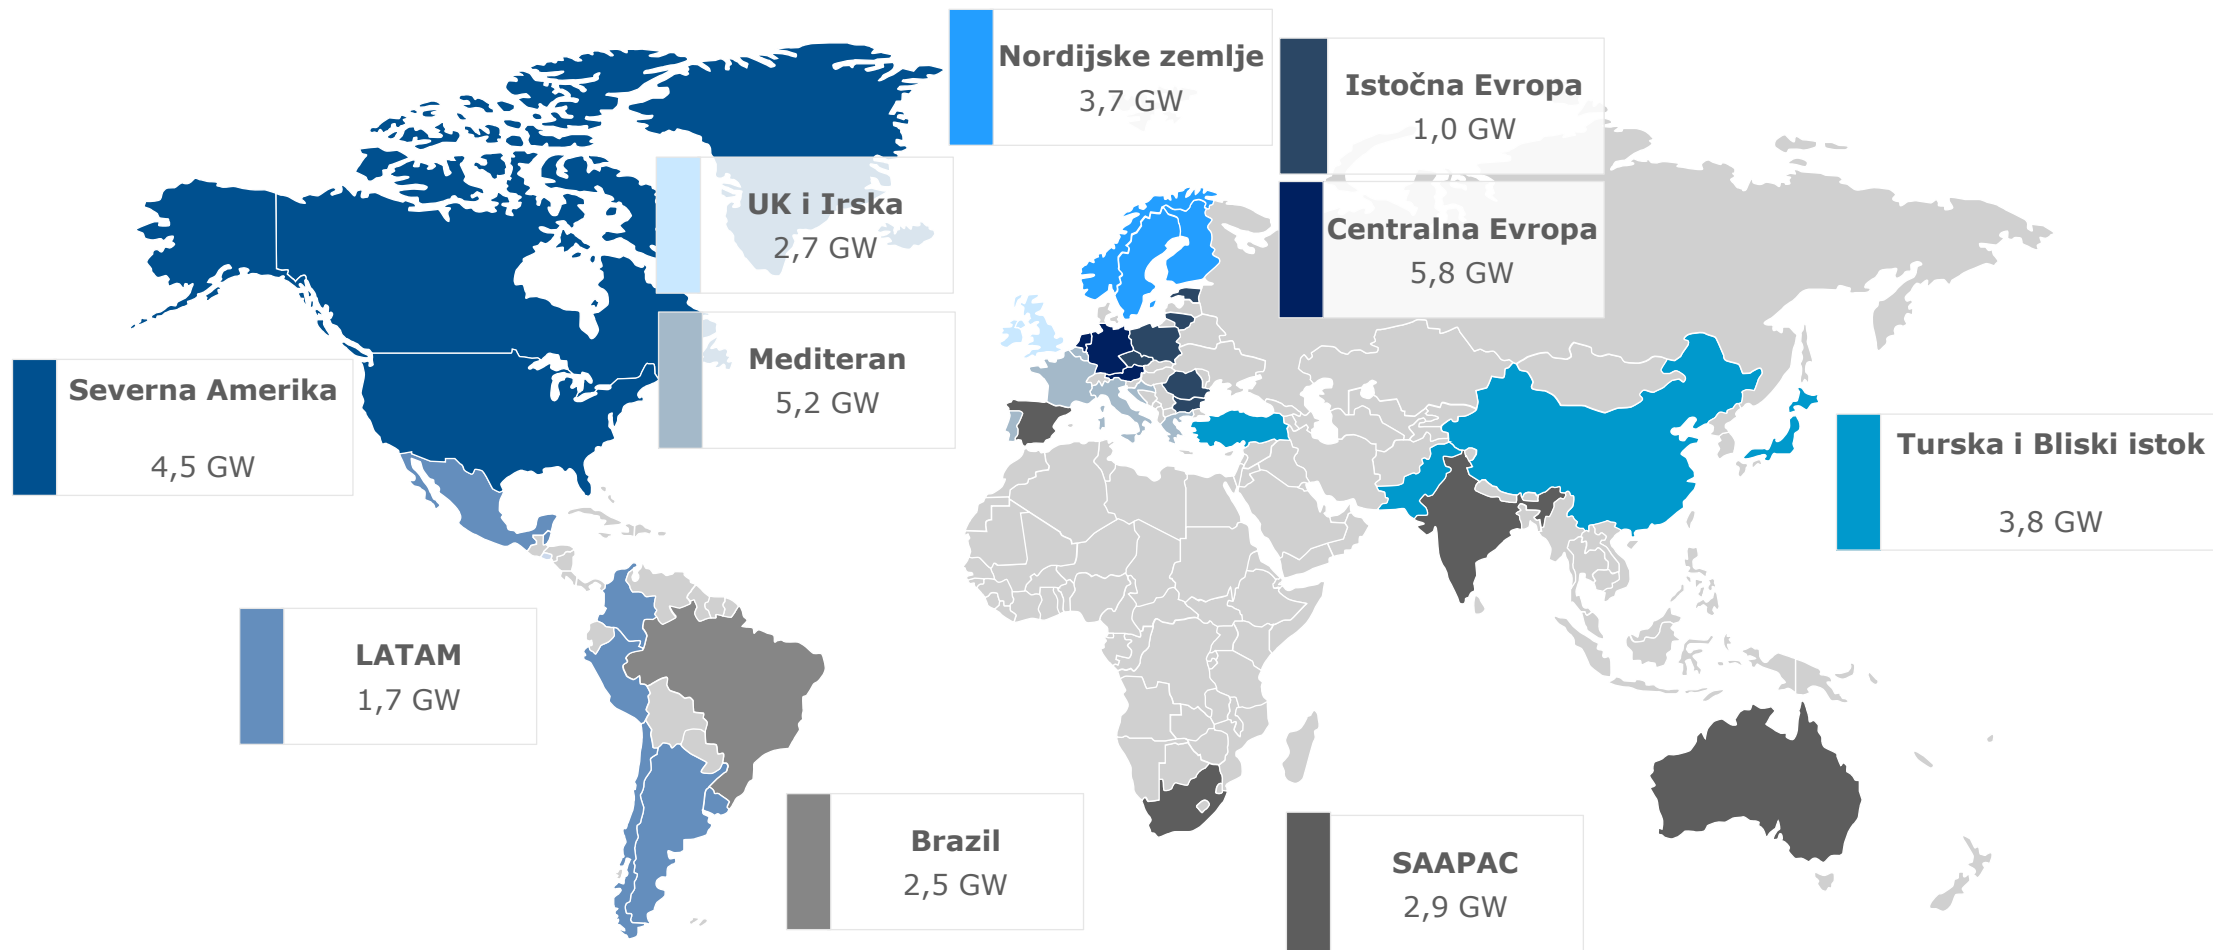 Nordijske zemlje
3,7 GW
Istočna Evropa
1,0 GW
UK i Irska
2,7 GW
Centralna Evropa
5,8 GW
Mediteran
5,2 GW
Severna Amerika
4,5 GW
Turska i Bliski istok
3,8 GW
LATAM
1,7 GW
Brazil
2,5 GW
SAAPAC
2,9 GW